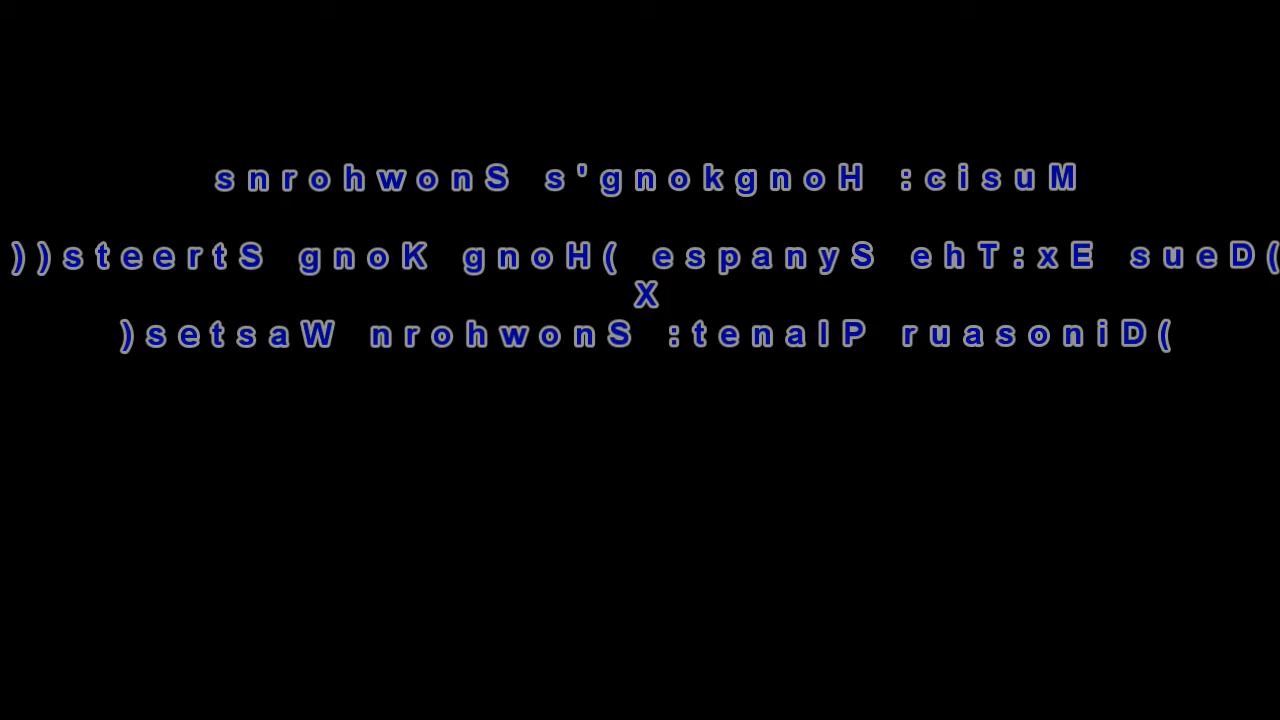 snrohwonS s'gnokgnoH :cisuM
))steertS gnoK gnoH( espanyS ehT:xE sueD(
X
)setsaW nrohwonS :tenalP ruasoniD(